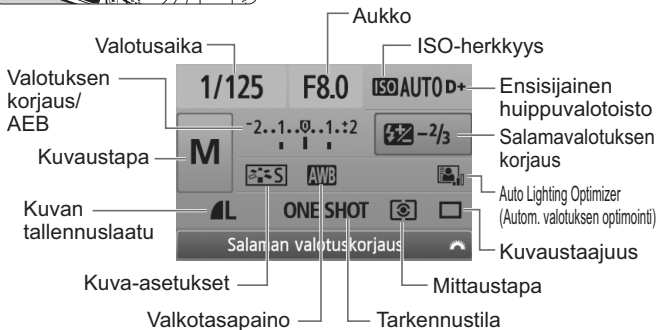 Aukko
Valotusaika
ISO-herkkyys
Valotuksen
korjaus/
AEB
1/125
F8.0
ISO AUTO D+
Ensisijainen
huippuvalotoisto
-2..1..0..1.:2
-2/3
Salamavalotuksen
korjaus
Kuvaustapa
M
S
AWB
Auto Lighting Optimizer
(Autom. valotuksen optimointi)
Kuvan
tallennuslaatu
L
ONE SHOT
Kuvaustaajuus
Salaman valotuskorjaus
Kuva-asetukset
Mittaustapa
Valkotasapaino
Tarkennustila